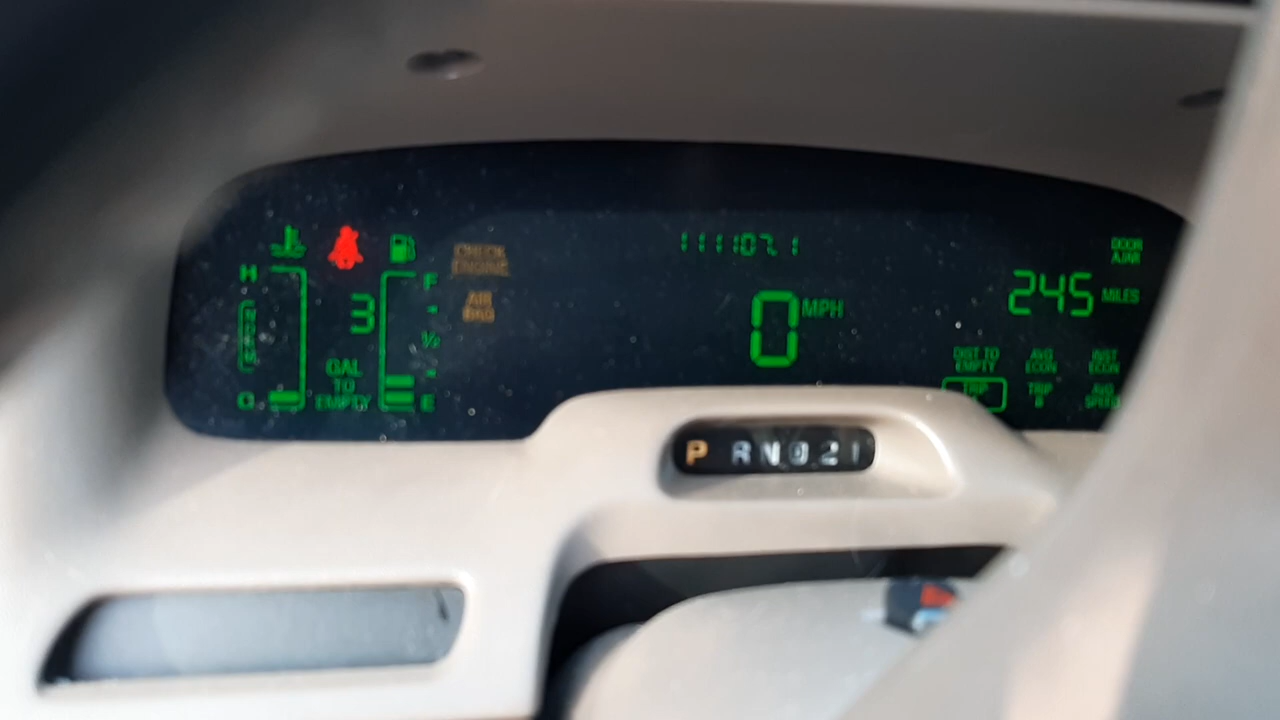 CHECK
ENGINE
DOOR
AJAR
H
F
245 MILES
3
AIR
BAG
0 MPH
1/2
NORM
GAL
TO
EMPTY
C
E
DIST TO
EMPTY
AVG
ECON
INST
ECON
TRIP
TRIP
B
AVG
SPEED
P R N D 2 1